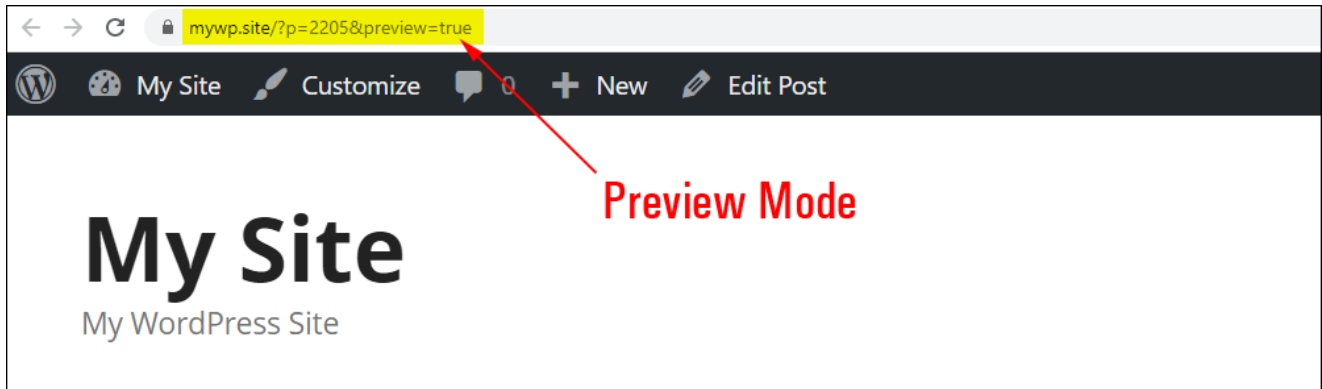 mywp.site/?p=2205&preview=true
My Site Customize 0 New Edit Post
Preview Mode
My Site
My WordPress Site